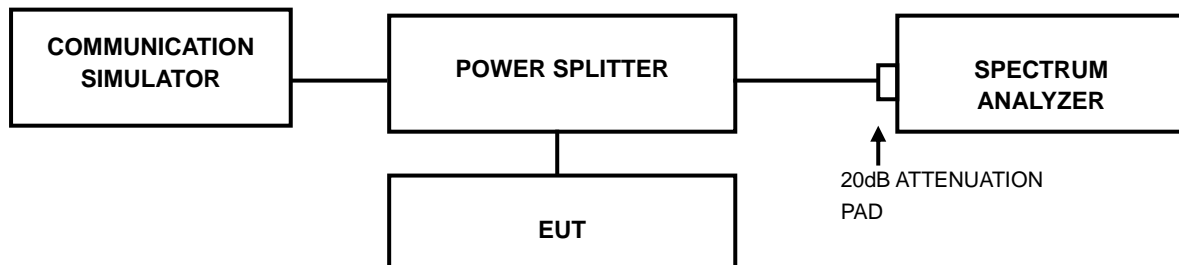 COMMUNICATION
SIMULATOR
POWER SPLITTER
SPECTRUM
ANALYZER
20dB ATTENUATION
PAD
EUT